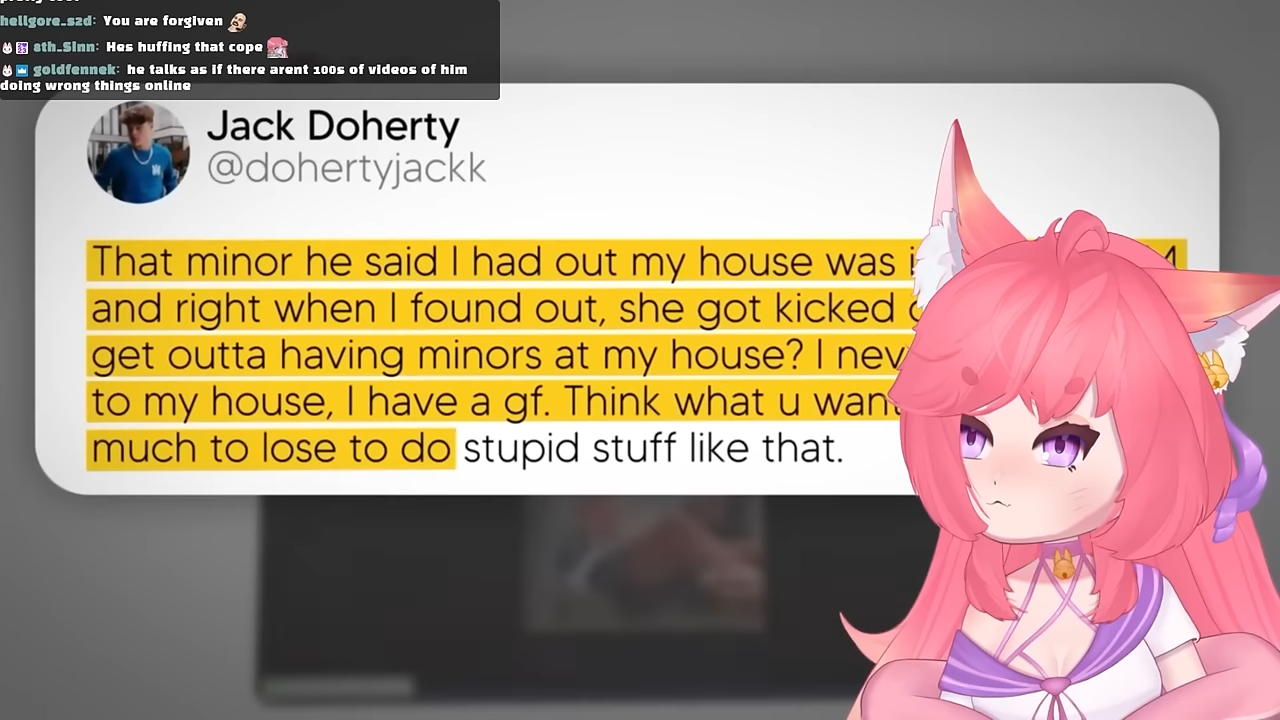 hellgore_s2d: You are forgiven
8th_Sinn: Hes huffing that cope
goldfennek: he talks as if there arent 100s of videos of him
doing wrong things online
Jack Doherty
@dohertyjackk
That minor he said I had out my house was
and right when I found out, she got kicked
get outta having minors at my house? I
to my house, I have a gf. Think what u
much to lose to do stupid stuff like that.